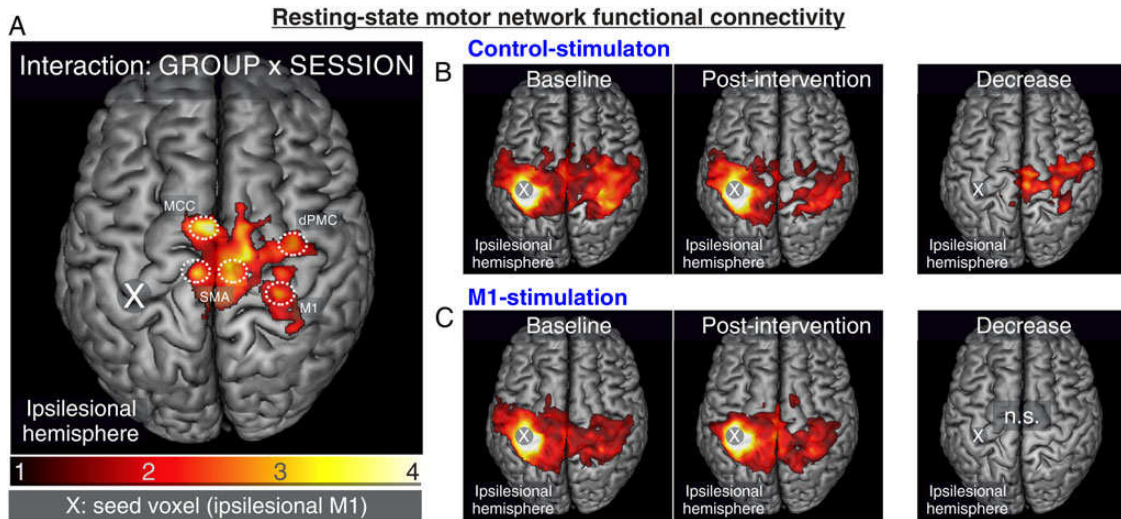 Resting-state motor network functional connectivity
A
Interaction: GROUP x SESSION
MCC
dPMC
SMA
M1
X
Ipsilesional
hemisphere
1 2 3 4
X: seed voxel (ipsilesional M1)
Control-stimulaton
B
Baseline
X
Ipsilesional
hemisphere
Post-intervention
X
Ipsilesional
hemisphere
Decrease
X
Ipsilesional
hemisphere
M1-stimulation
C
Baseline
X
Ipsilesional
hemisphere
Post-intervention
X
Ipsilesional
hemisphere
Decrease
n.s.
X
Ipsilesional
hemisphere